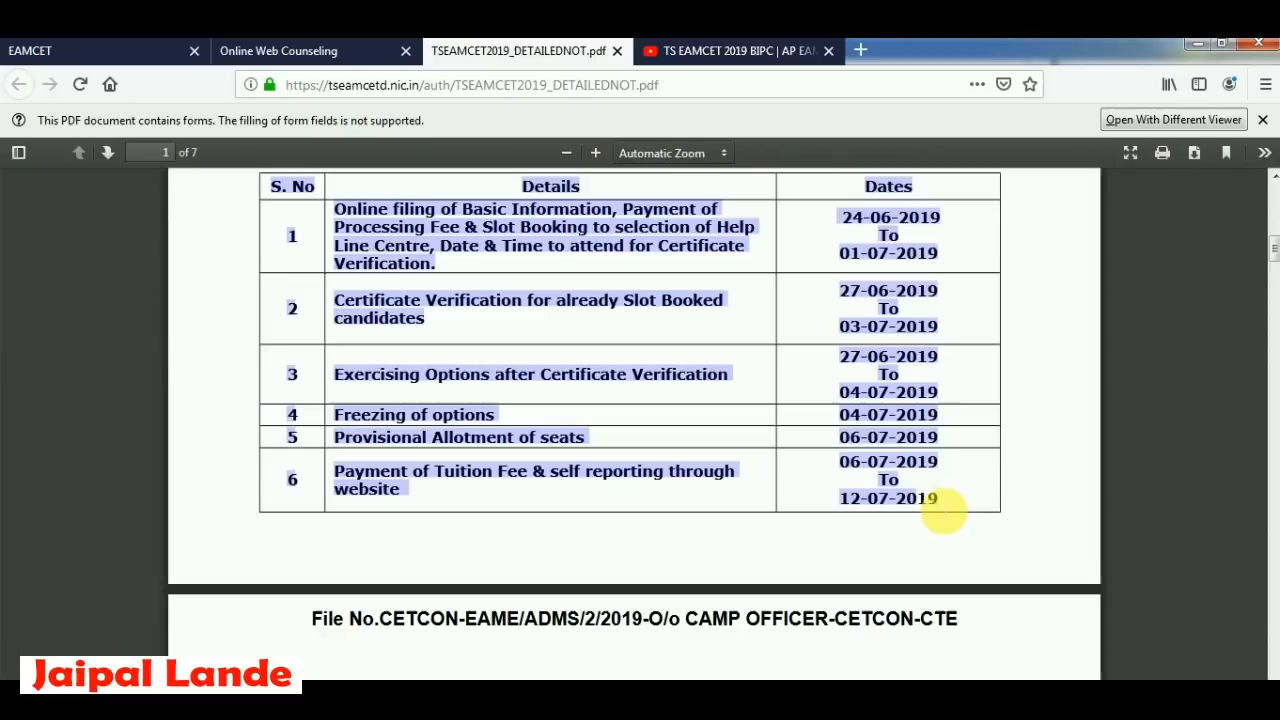 EAMCET
Online Web Counseling
TSEAMCET2019_DETAILEDNOT.pdf
TS EAMCET 2019 BIPC | AP EAM
https://tseamcetd.nic.in/auth/TSEAMCET2019_DETAILEDNOT.pdf
This PDF document contains forms. The filling of form fields is not supported.
Open With Different Viewer
1 of 7
Automatic Zoom
S. No Details Dates
1
Online filing of Basic Information, Payment of
Processing Fee & Slot Booking to selection of Help
Line Centre, Date & Time to attend for Certificate
Verification.
24-06-2019
To
01-07-2019
2
Certificate Verification for already Slot Booked
candidates
27-06-2019
To
03-07-2019
3
Exercising Options after Certificate Verification
27-06-2019
To
04-07-2019
4 Freezing of options 04-07-2019
5 Provisional Allotment of seats 06-07-2019
6
Payment of Tuition Fee & self reporting through
website
06-07-2019
To
12-07-2019
File No.CETCON-EAME/ADMS/2/2019-O/o CAMP OFFICER-CETCON-CTE
Jaipal Lande